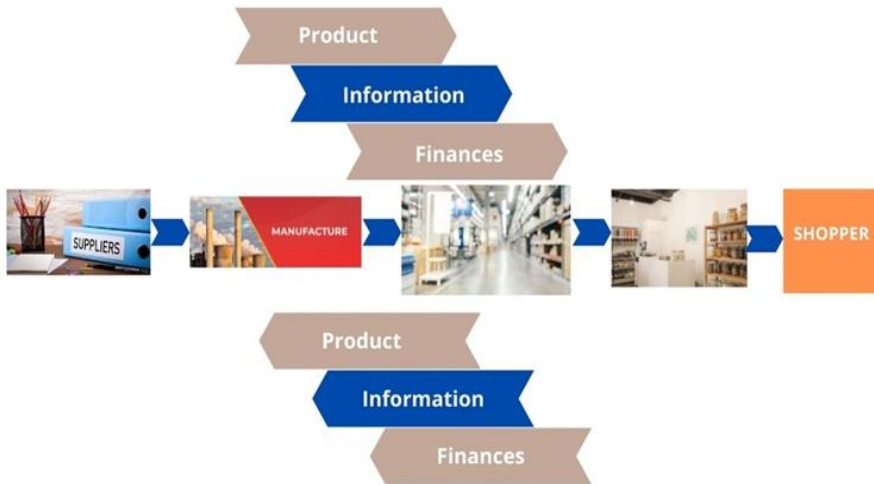 Product
Information
Finances
SUPPLIERS
MANUFACTURE
SHOPPER
Product
Information
Finances